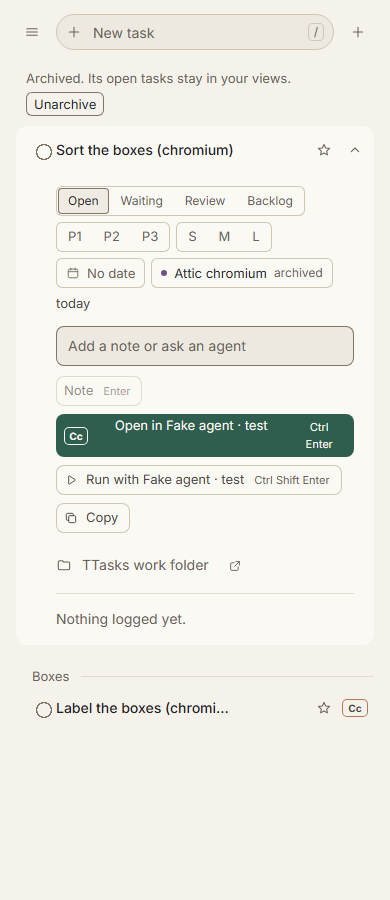 New task /
Archived. Its open tasks stay in your views.
Unarchive
Sort the boxes (chromium)
Open Waiting Review Backlog
P1 P2 P3 S M L
No date Attic chromium archived
today
Add a note or ask an agent
Note Enter
Cc Open in Fake agent · test Ctrl
Enter
Run with Fake agent · test Ctrl Shift Enter
Copy
TTasks work folder
Nothing logged yet.
Boxes
Label the boxes (chromi... Cc